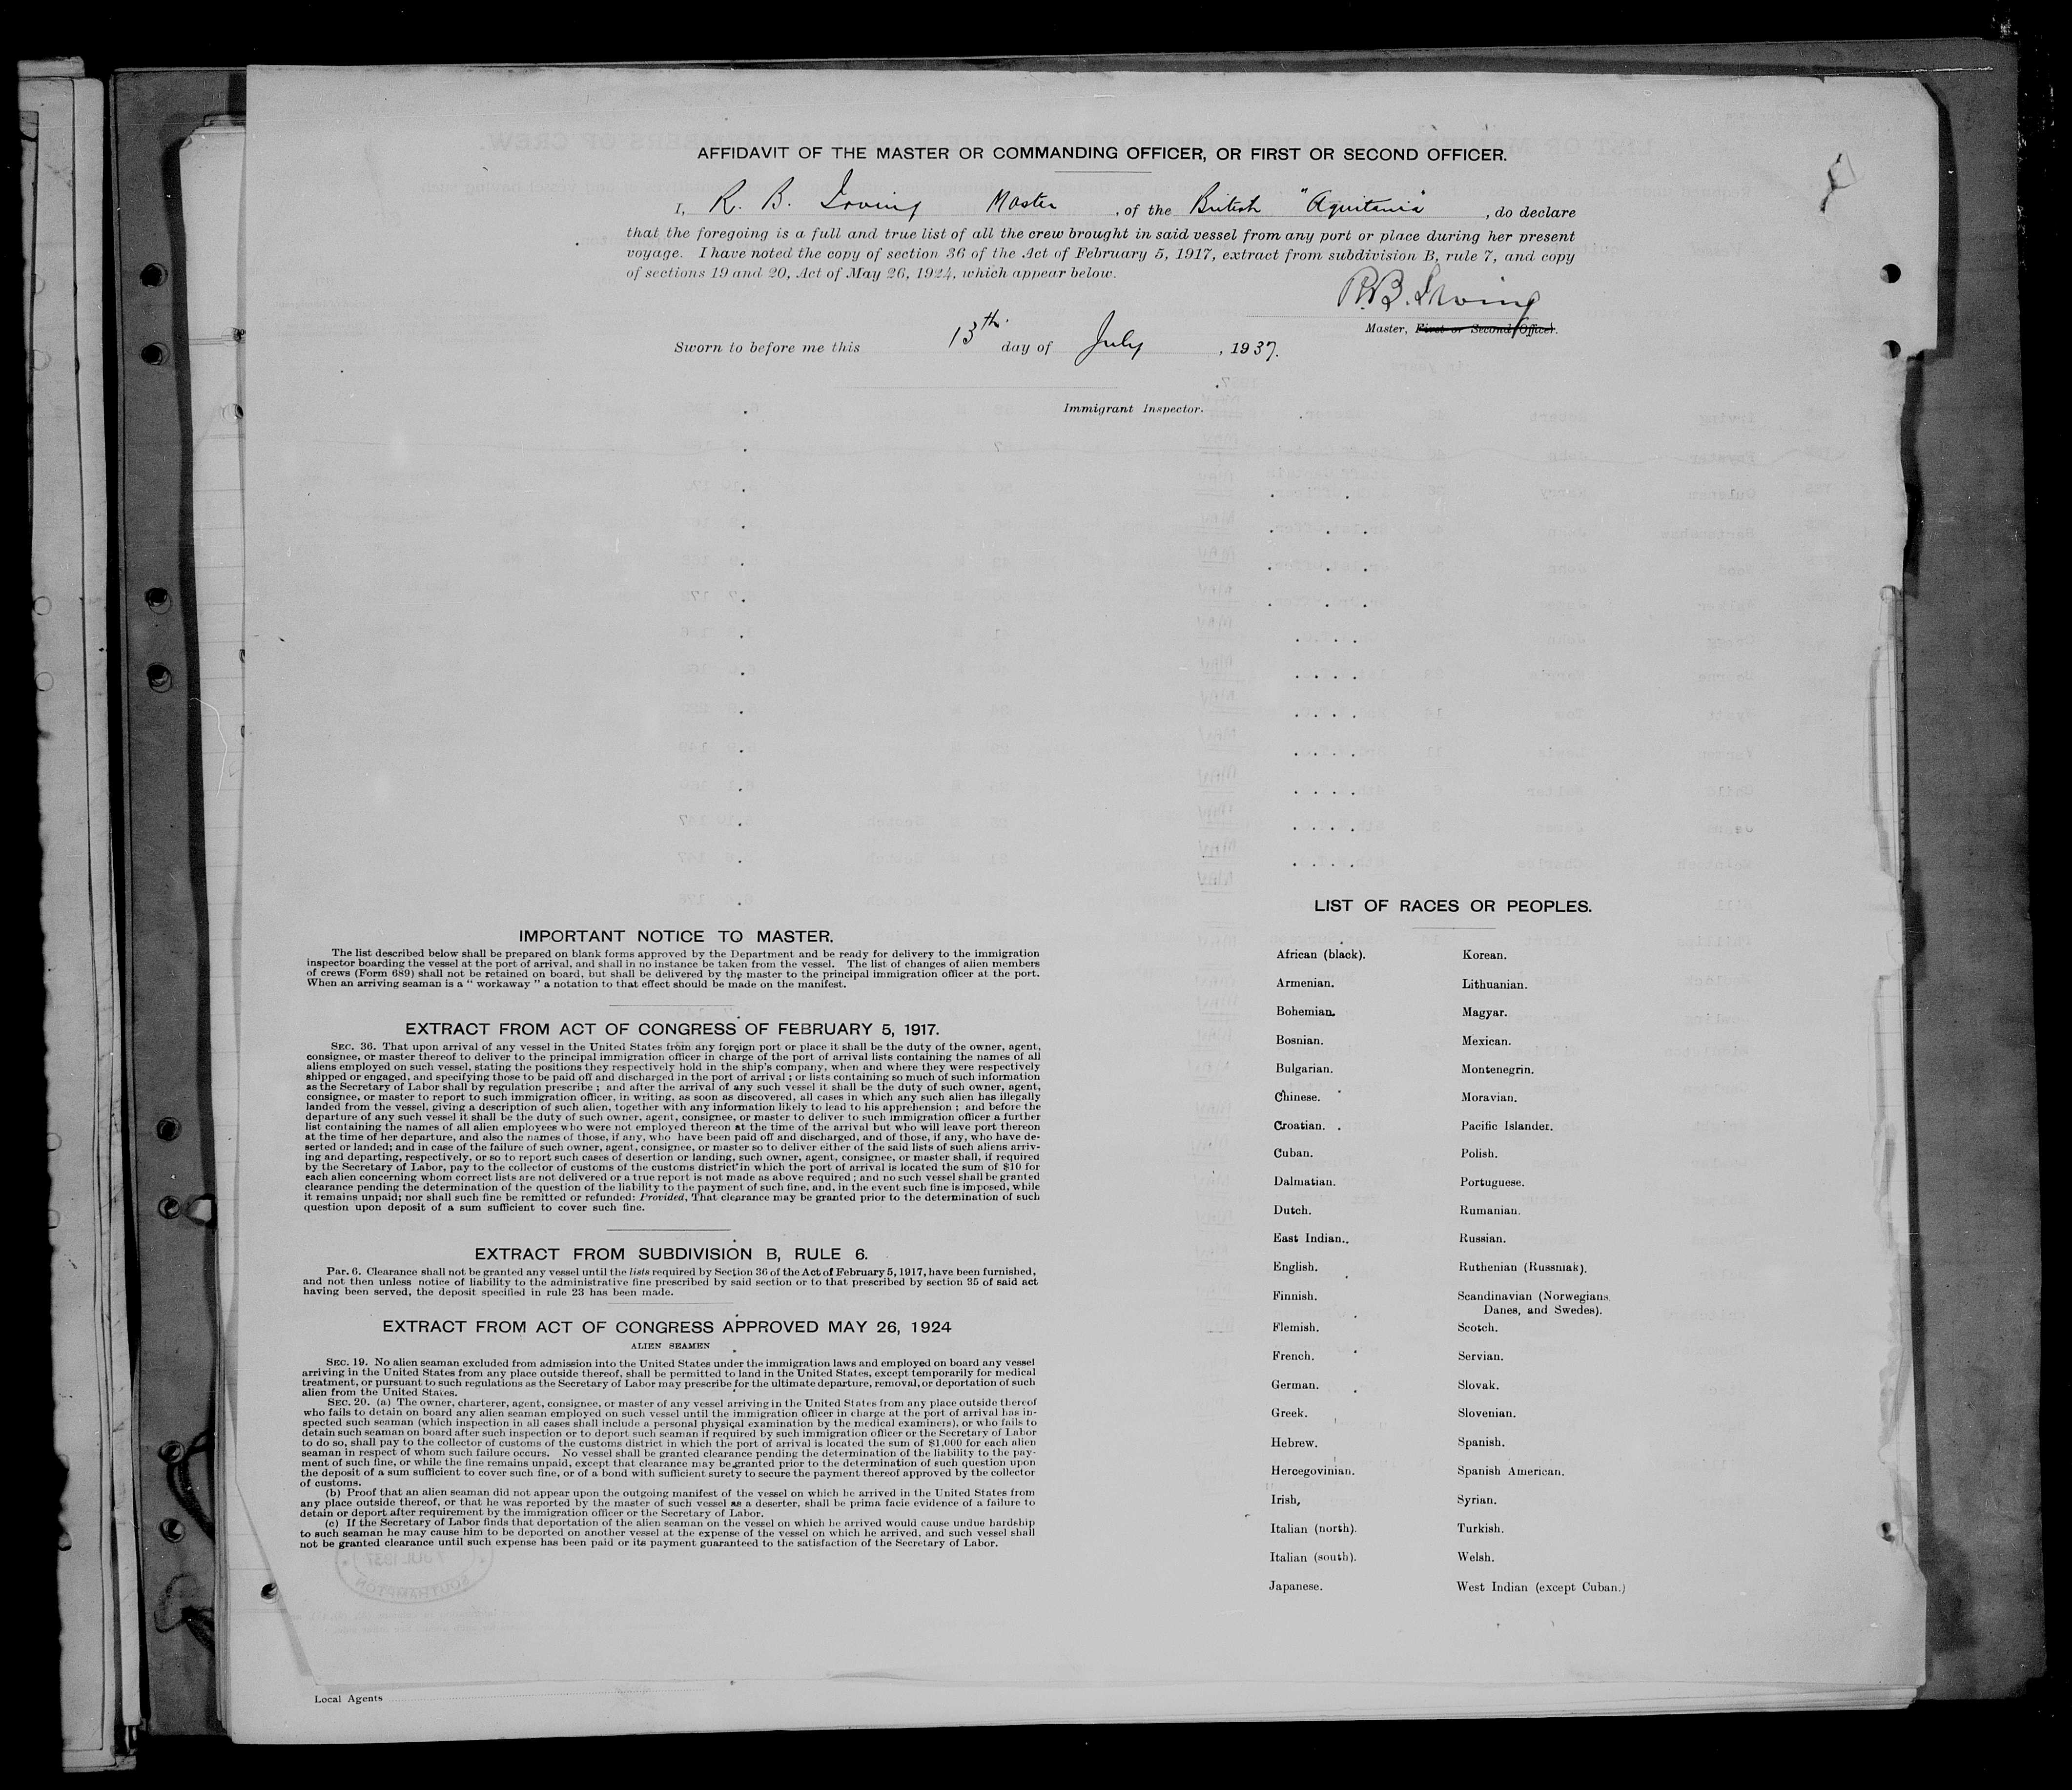 AFFIDAVIT OF THE MASTER OR COMMANDING OFFICER, OR FIRST OR SECOND OFFICER.
I, R. B. Irving Master , of the British "Aquitania" , do declare
that the foregoing is a full and true list of all the crew brought in said vessel from any port or place during her present
voyage. I have noted the copy of section 36 of the Act of February 5, 1917, extract from subdivision B, rule 7, and copy
of sections 19 and 20, Act of May 26, 1924, which appear below.
R.B. Irving
Master, First or Second Officer.
Sworn to before me this 13th. day of July , 1937.
Immigrant Inspector.
IMPORTANT NOTICE TO MASTER.
The list described below shall be prepared on blank forms approved by the Department and be ready for delivery to the immigration
inspector boarding the vessel at the port of arrival, and shall in no instance be taken from the vessel. The list of changes of alien members
of crews (Form 689) shall not be retained on board, but shall be delivered by the master to the principal immigration officer at the port.
When an arriving seaman is a " workaway " a notation to that effect should be made on the manifest.
EXTRACT FROM ACT OF CONGRESS OF FEBRUARY 5, 1917.
SEC. 36. That upon arrival of any vessel in the United States from any foreign port or place it shall be the duty of the owner, agent,
consignee, or master thereof to deliver to the principal immigration officer in charge of the port of arrival lists containing the names of all
aliens employed on such vessel, stating the positions they respectively hold in the ship's company, when and where they were respectively
shipped or engaged, and specifying those to be paid off and discharged in the port of arrival ; or lists containing so much of such information
as the Secretary of Labor shall by regulation prescribe ; and after the arrival of any such vessel it shall be the duty of such owner, agent,
consignee, or master to report to such immigration officer, in writing, as soon as discovered, all cases in which any such alien has illegally
landed from the vessel, giving a description of such alien, together with any information likely to lead to his apprehension ; and before the
departure of any such vessel it shall be the duty of such owner, agent, consignee, or master to deliver to such immigration officer a further
list containing the names of all alien employees who were not employed thereon at the time of the arrival but who will leave port thereon
at the time of her departure, and also the names of those, if any, who have been paid off and discharged, and of those, if any, who have de-
serted or landed; and in case of the failure of such owner, agent, consignee, or master so to deliver either of the said lists of such aliens arriv-
ing and departing, respectively, or so to report such cases of desertion or landing, such owner, agent, consignee, or master shall, if required
by the Secretary of Labor, pay to the collector of customs of the customs district in which the port of arrival is located the sum of $10 for
each alien concerning whom correct lists are not delivered or a true report is not made as above required ; and no such vessel shall be granted
clearance pending the determination of the question of the liability to the payment of such fine, and, in the event such fine is imposed, while
it remains unpaid; nor shall such fine be remitted or refunded: Provided, That clearance may be granted prior to the determination of such
question upon deposit of a sum sufficient to cover such fine.
EXTRACT FROM SUBDIVISION B, RULE 6.
Par. 6. Clearance shall not be granted any vessel until the lists required by Section 36 of the Act of February 5, 1917, have been furnished,
and not then unless notice of liability to the administrative fine prescribed by said section or to that prescribed by section 35 of said act
having been served, the deposit specified in rule 23 has been made.
EXTRACT FROM ACT OF CONGRESS APPROVED MAY 26, 1924
ALIEN SEAMEN
SEC. 19. No alien seaman excluded from admission into the United States under the immigration laws and employed on board any vessel
arriving in the United States from any place outside thereof, shall be permitted to land in the United States, except temporarily for medical
treatment, or pursuant to such regulations as the Secretary of Labor may prescribe for the ultimate departure, removal, or deportation of such
alien from the United States.
SEC. 20. (a) The owner, charterer, agent, consignee, or master of any vessel arriving in the United States from any place outside thereof
who fails to detain on board any alien seaman employed on such vessel until the immigration officer in charge at the port of arrival has in-
spected such seaman (which inspection in all cases shall include a personal physical examination by the medical examiners), or who fails to
detain such seaman on board after such inspection or to deport such seaman if required by such immigration officer or the Secretary of Labor
to do so, shall pay to the collector of customs of the customs district in which the port of arrival is located the sum of $1,000 for each alien
seaman in respect of whom such failure occurs. No vessel shall be granted clearance pending the determination of the liability to the pay-
ment of such fine, or while the fine remains unpaid, except that clearance may be granted prior to the determination of such question upon
the deposit of a sum sufficient to cover such fine, or of a bond with sufficient surety to secure the payment thereof approved by the collector
of customs.
(b) Proof that an alien seaman did not appear upon the outgoing manifest of the vessel on which he arrived in the United States from
any place outside thereof, or that he was reported by the master of such vessel as a deserter, shall be prima facie evidence of a failure to
detain or deport after requirement by the immigration officer or the Secretary of Labor.
(c) If the Secretary of Labor finds that deportation of the alien seaman on the vessel on which he arrived would cause undue hardship
to such seaman he may cause him to be deported on another vessel at the expense of the vessel on which he arrived, and such vessel shall
not be granted clearance until such expense has been paid or its payment guaranteed to the satisfaction of the Secretary of Labor.
LIST OF RACES OR PEOPLES.
African (black).
Armenian.
Bohemian.
Bosnian.
Bulgarian.
Chinese.
Croatian.
Cuban.
Dalmatian.
Dutch.
East Indian.
English.
Finnish.
Flemish.
French.
German.
Greek.
Hebrew.
Hercegovinian.
Irish.
Italian (north).
Italian (south).
Japanese.
Korean.
Lithuanian.
Magyar.
Mexican.
Montenegrin.
Moravian.
Pacific Islander.
Polish.
Portuguese.
Rumanian.
Russian.
Ruthenian (Russniak).
Scandinavian (Norwegians,
Danes, and Swedes).
Scotch.
Servian.
Slovak.
Slovenian.
Spanish.
Spanish American.
Syrian.
Turkish.
Welsh.
West Indian (except Cuban.)
Local Agents